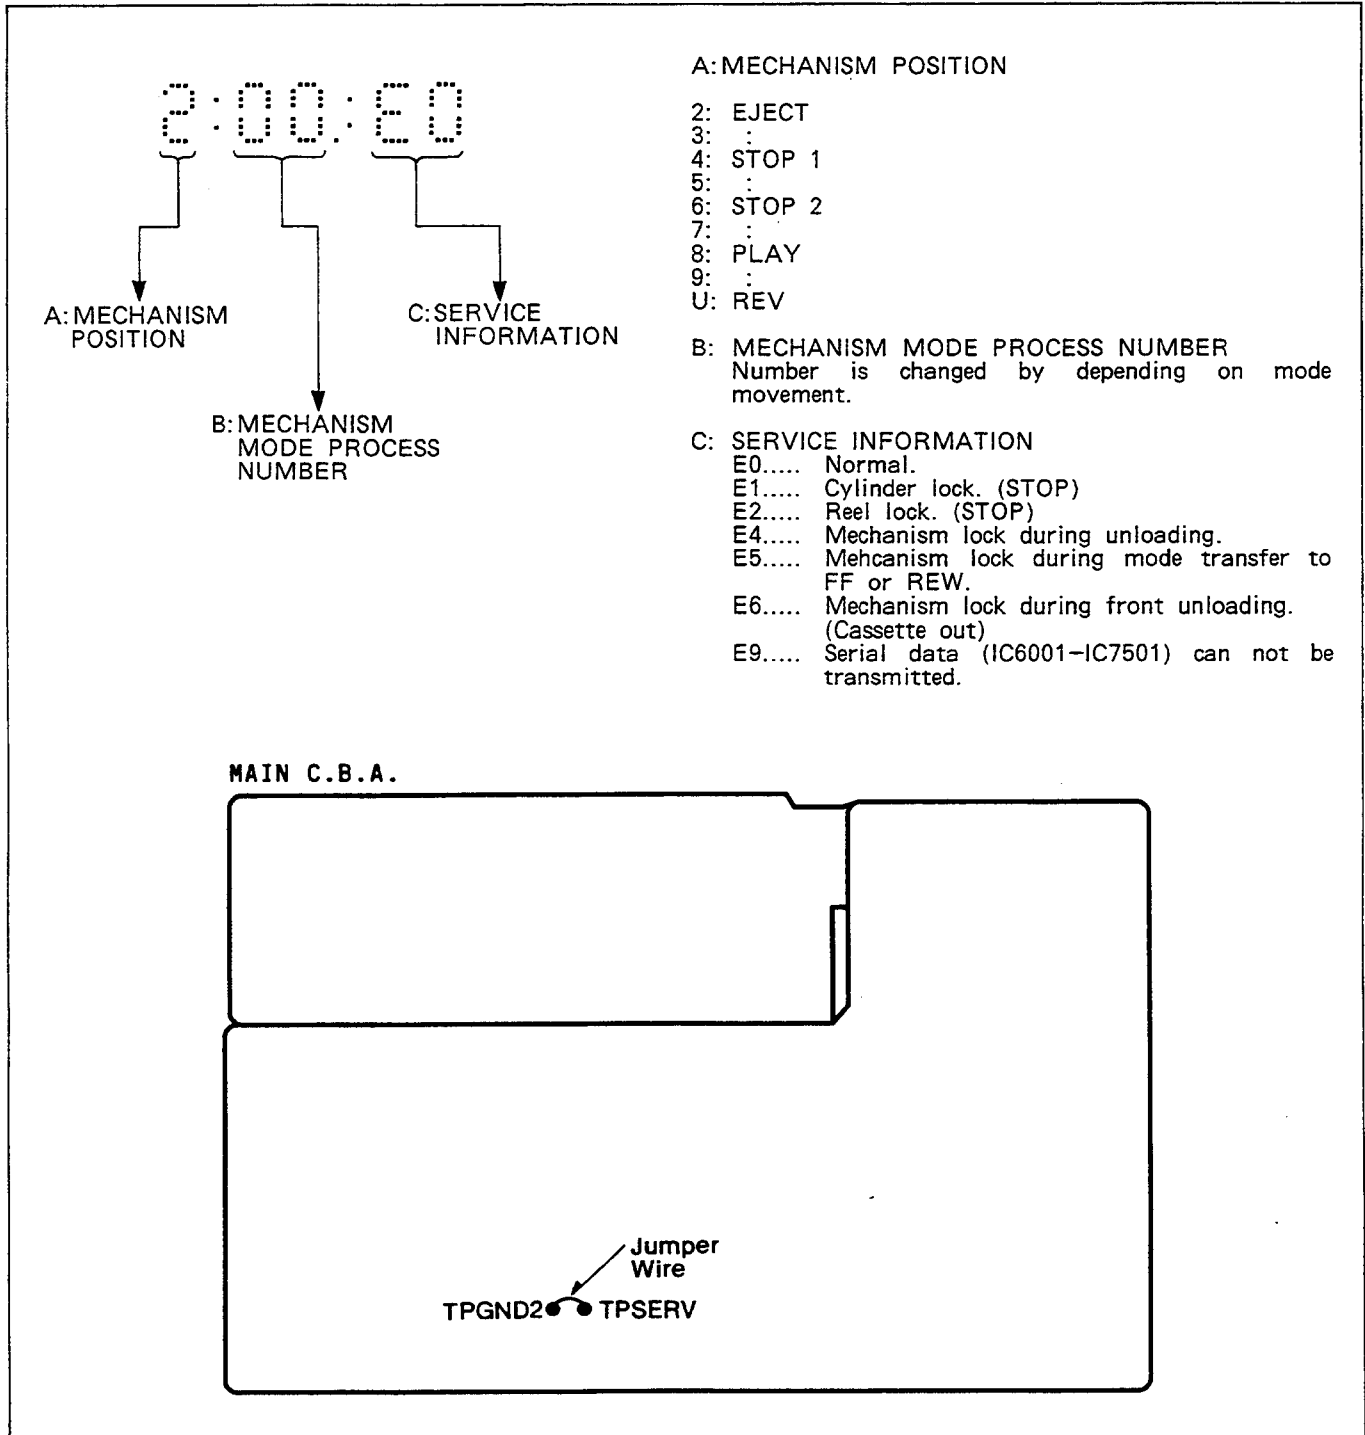 2:00:E0
A:MECHANISM
POSITION
B:MECHANISM
MODE PROCESS
NUMBER
C:SERVICE
INFORMATION
A:MECHANISM POSITION
2: EJECT
3: :
4: STOP 1
5: :
6: STOP 2
7: :
8: PLAY
9: :
U: REV
B: MECHANISM MODE PROCESS NUMBER
Number is changed by depending on mode
movement.
C: SERVICE INFORMATION
E0..... Normal.
E1..... Cylinder lock. (STOP)
E2..... Reel lock. (STOP)
E4..... Mechanism lock during unloading.
E5..... Mehcanism lock during mode transfer to
FF or REW.
E6..... Mechanism lock during front unloading.
(Cassette out)
E9..... Serial data (IC6001-IC7501) can not be
transmitted.
MAIN C.B.A.
Jumper
Wire
TPGND2 TPSERV